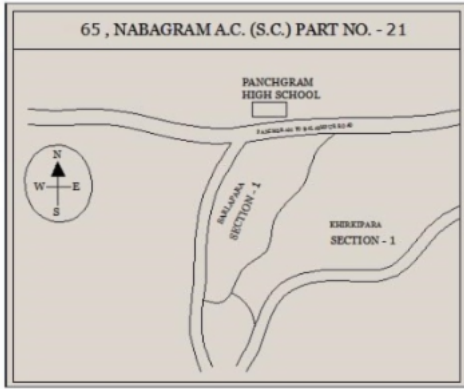 65 , NABAGRAM A.C. (S.C.) PART NO. - 21
PANCHGRAM
HIGH SCHOOL
N
W
E
S
SECTION - 1
KHIRKIPARA
SECTION - 1